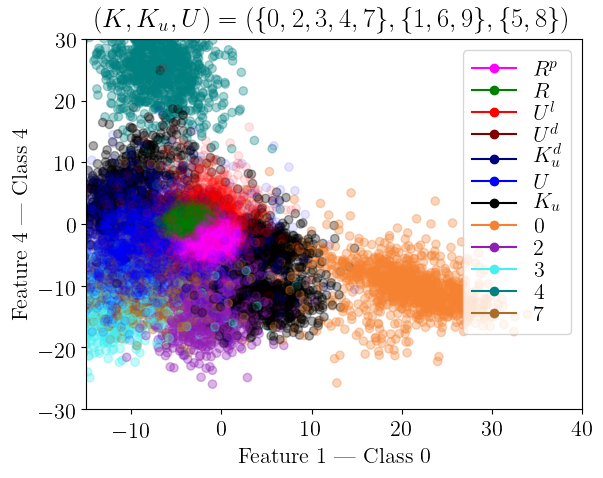 (K, K_u, U) = ({0, 2, 3, 4, 7}, {1, 6, 9}, {5, 8})
30
20
10
0
−10
−20
−30
Feature 4 — Class 4
−10
0
10
20
30
40
Feature 1 — Class 0
R^p
R
U^l
U^d
K_u^d
U
K_u
0
2
3
4
7